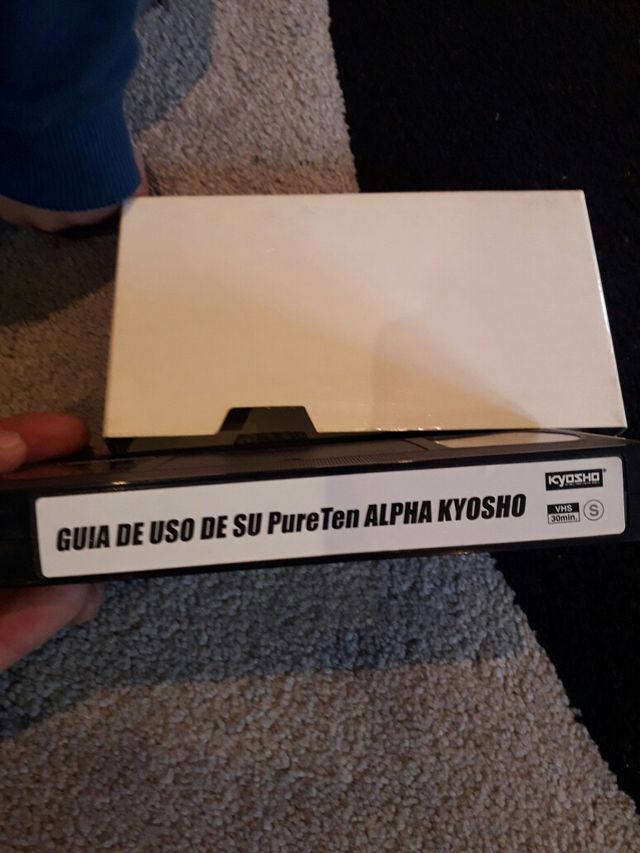 GUIA DE USO DE SU PureTen ALPHA KYOSHO
KYOSHO
VHS
30min.
S